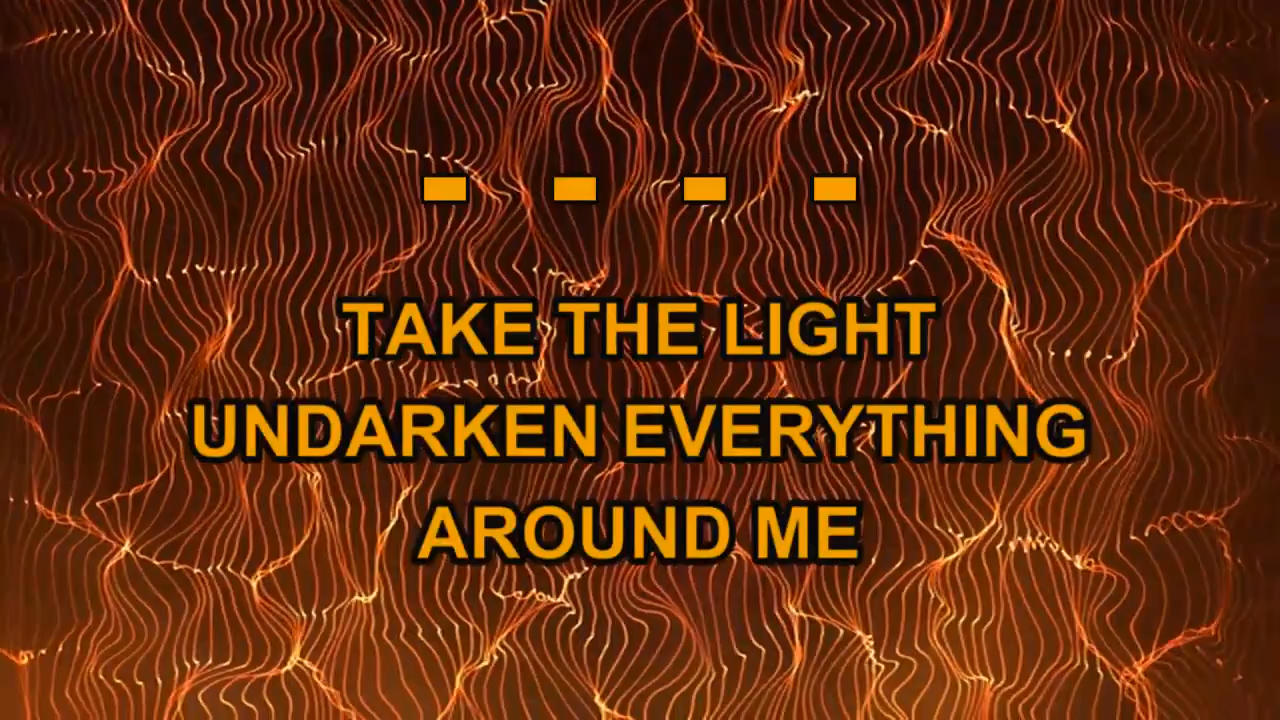 - - - -
TAKE THE LIGHT
UNDARKEN EVERYTHING
AROUND ME